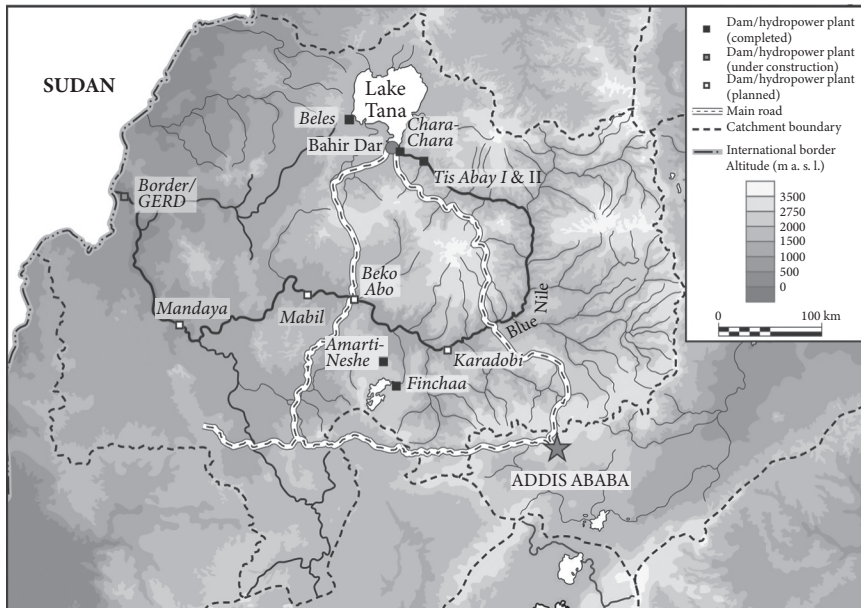 SUDAN
Lake
Tana
Beles
Bahir Dar
Chara-
Chara
Tis Abay I & II
Border/
GERD
Beko
Abo
Mandaya
Mabil
Blue Nile
Amarti-
Neshe
Karadobi
Finchaa
ADDIS ABABA
Dam/hydropower plant
(completed)
Dam/hydropower plant
(under construction)
Dam/hydropower plant
(planned)
Main road
Catchment boundary
International border
Altitude (m a. s. l.)
3500
2750
2000
1500
1000
500
0
0 100 km